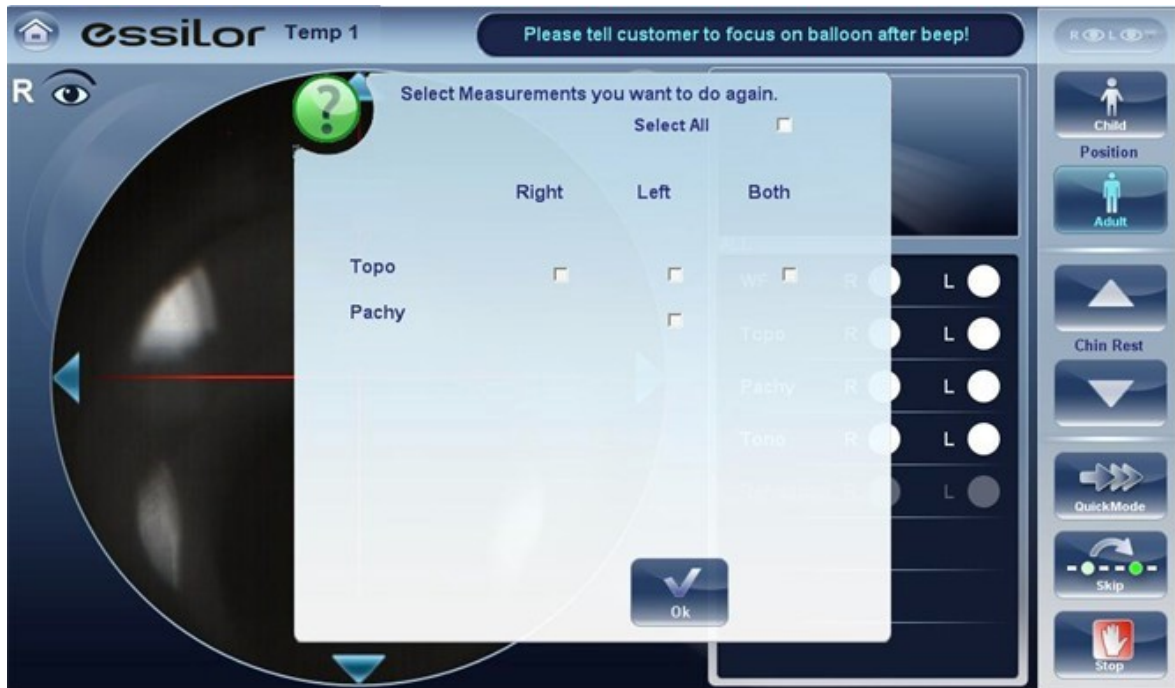 essilor Temp 1 Please tell customer to focus on balloon after beep! R L
R
Select Measurements you want to do again.
Select All
Right Left Both
Topo
Pachy
Ok
WF R L
Topo R L
Pachy R L
Tono R L
R L
Child
Position
Adult
Chin Rest
QuickMode
Skip
Stop